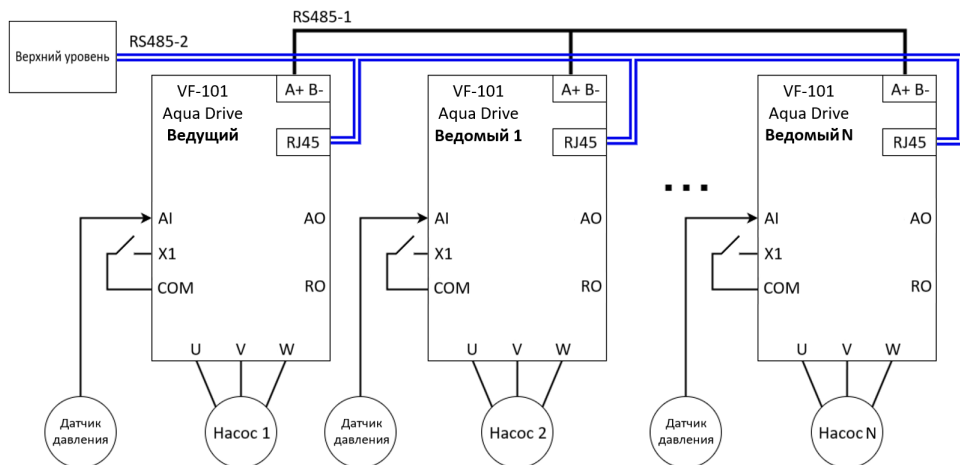 RS485-1
Верхний уровень
RS485-2
VF-101
Aqua Drive
Ведущий
A+ B-
RJ45
AI
AO
X1
COM
RO
U V W
Датчик
давления
Насос 1
VF-101
Aqua Drive
Ведомый 1
A+ B-
RJ45
AI
AO
X1
COM
RO
U V W
Датчик
давления
Насос 2
...
VF-101
Aqua Drive
Ведомый N
A+ B-
RJ45
AI
AO
X1
COM
RO
U V W
Датчик
давления
Насос N